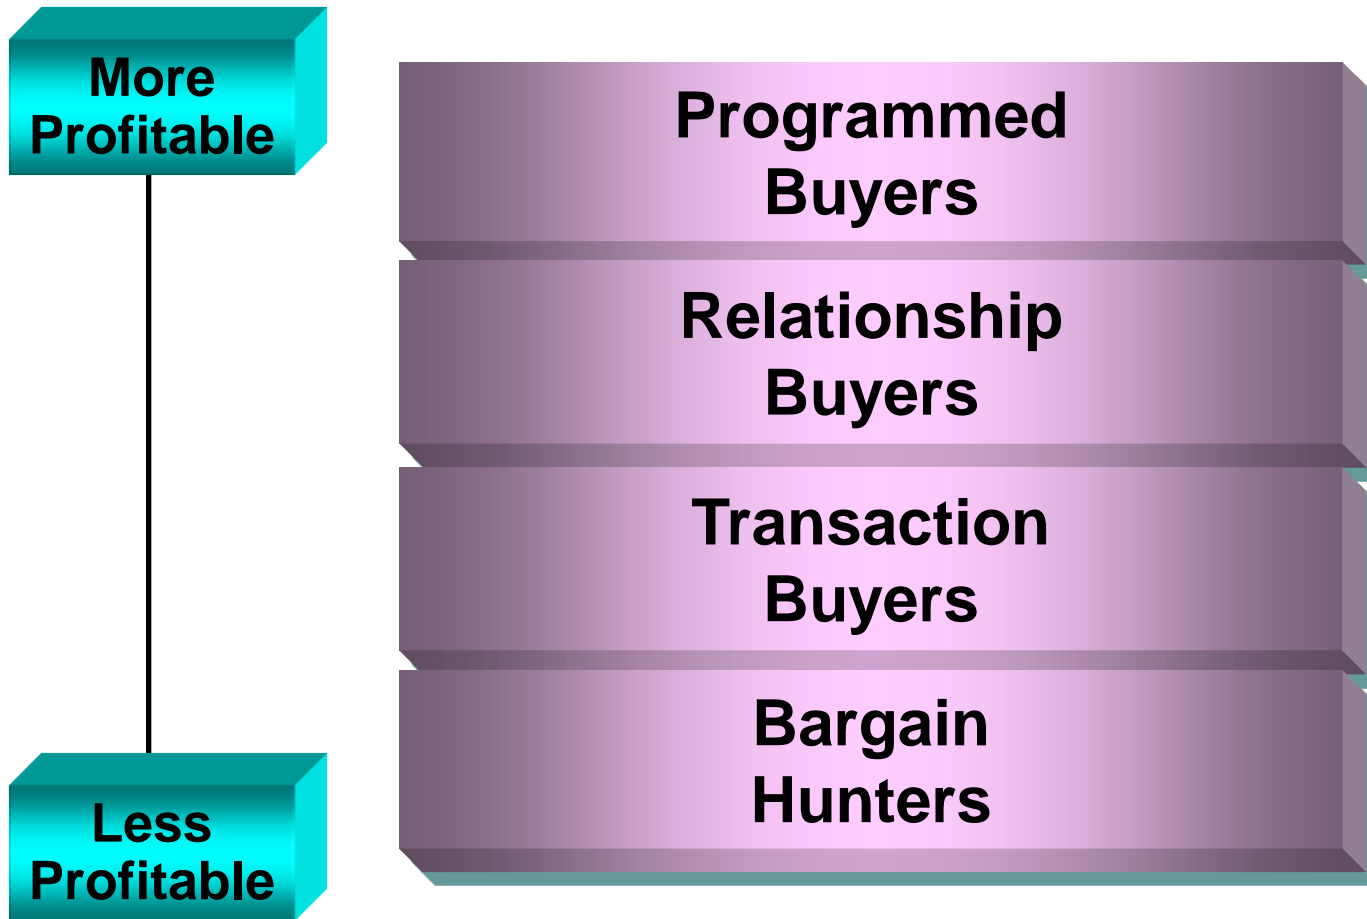 More
Profitable
Programmed
Buyers
Relationship
Buyers
Transaction
Buyers
Bargain
Hunters
Less
Profitable